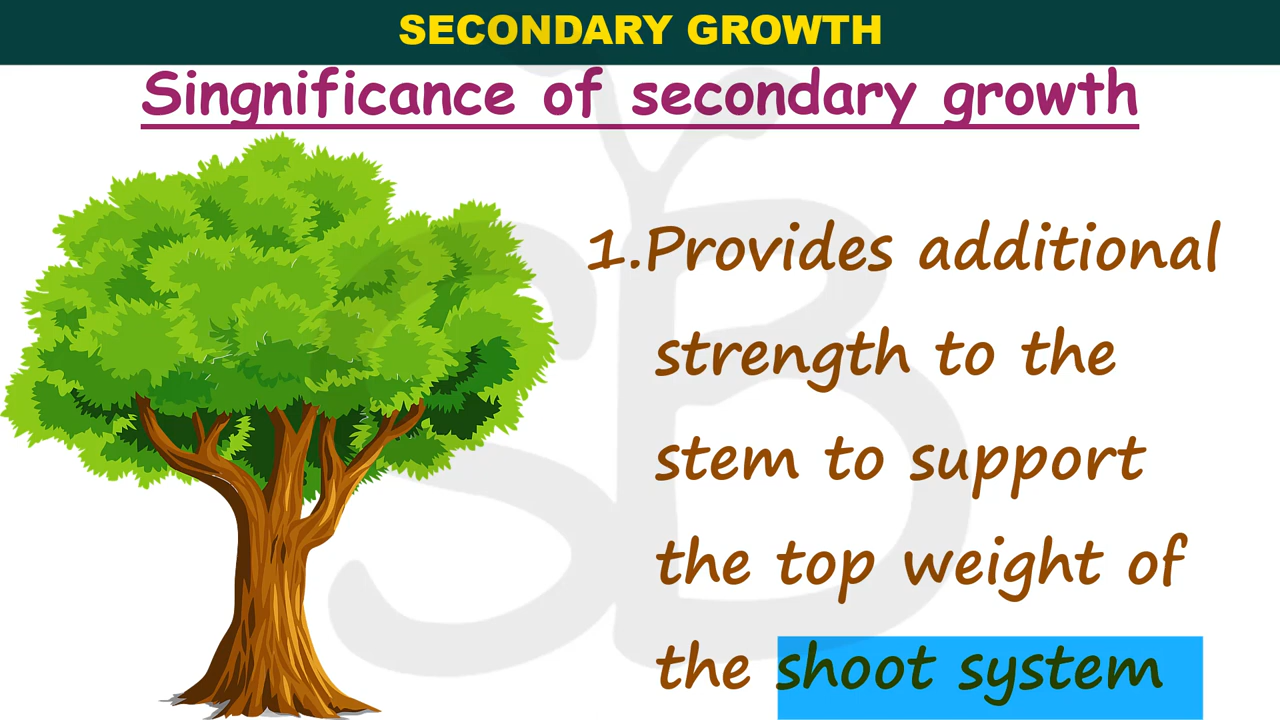 SECONDARY GROWTH
Singnificance of secondary growth
1.Provides additional
strength to the
stem to support
the top weight of
the shoot system
SB